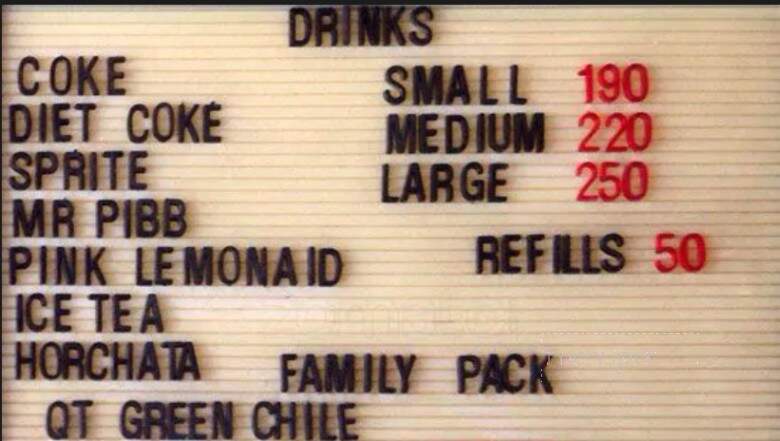 DRINKS
COKE SMALL 190
DIET COKE MEDIUM 220
SPRITE LARGE 250
MR PIBB
PINK LEMONAID REFILLS 50
ICE TEA
HORCHATA FAMILY PACK
QT GREEN CHILE